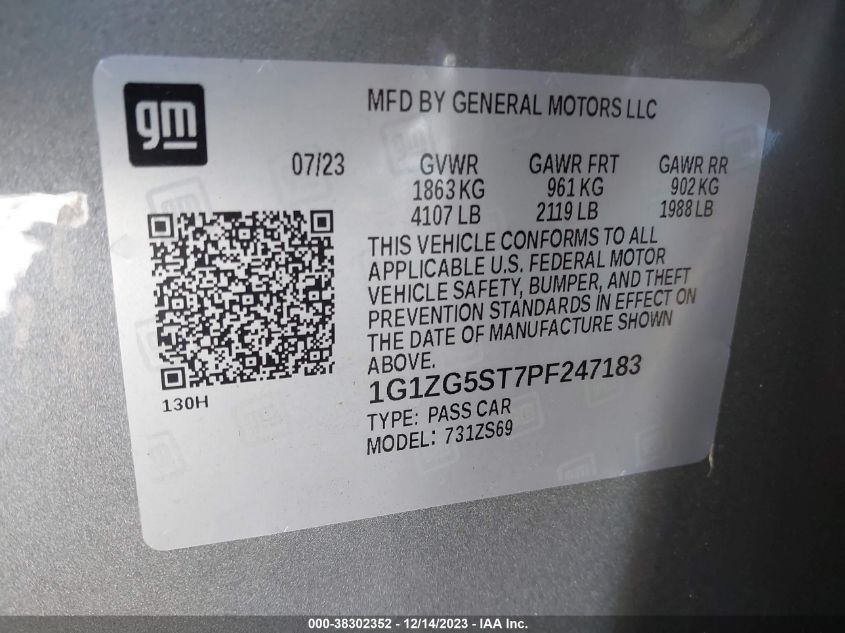 gm
MFD BY GENERAL MOTORS LLC
07/23 GVWR GAWR FRT GAWR RR
1863 KG 961 KG 902 KG
4107 LB 2119 LB 1988 LB
THIS VEHICLE CONFORMS TO ALL
APPLICABLE U.S. FEDERAL MOTOR
VEHICLE SAFETY, BUMPER, AND THEFT
PREVENTION STANDARDS IN EFFECT ON
THE DATE OF MANUFACTURE SHOWN
ABOVE.
130H
1G1ZG5ST7PF247183
TYPE: PASS CAR
MODEL: 731ZS69
000-38302352 - 12/14/2023 - IAA Inc.